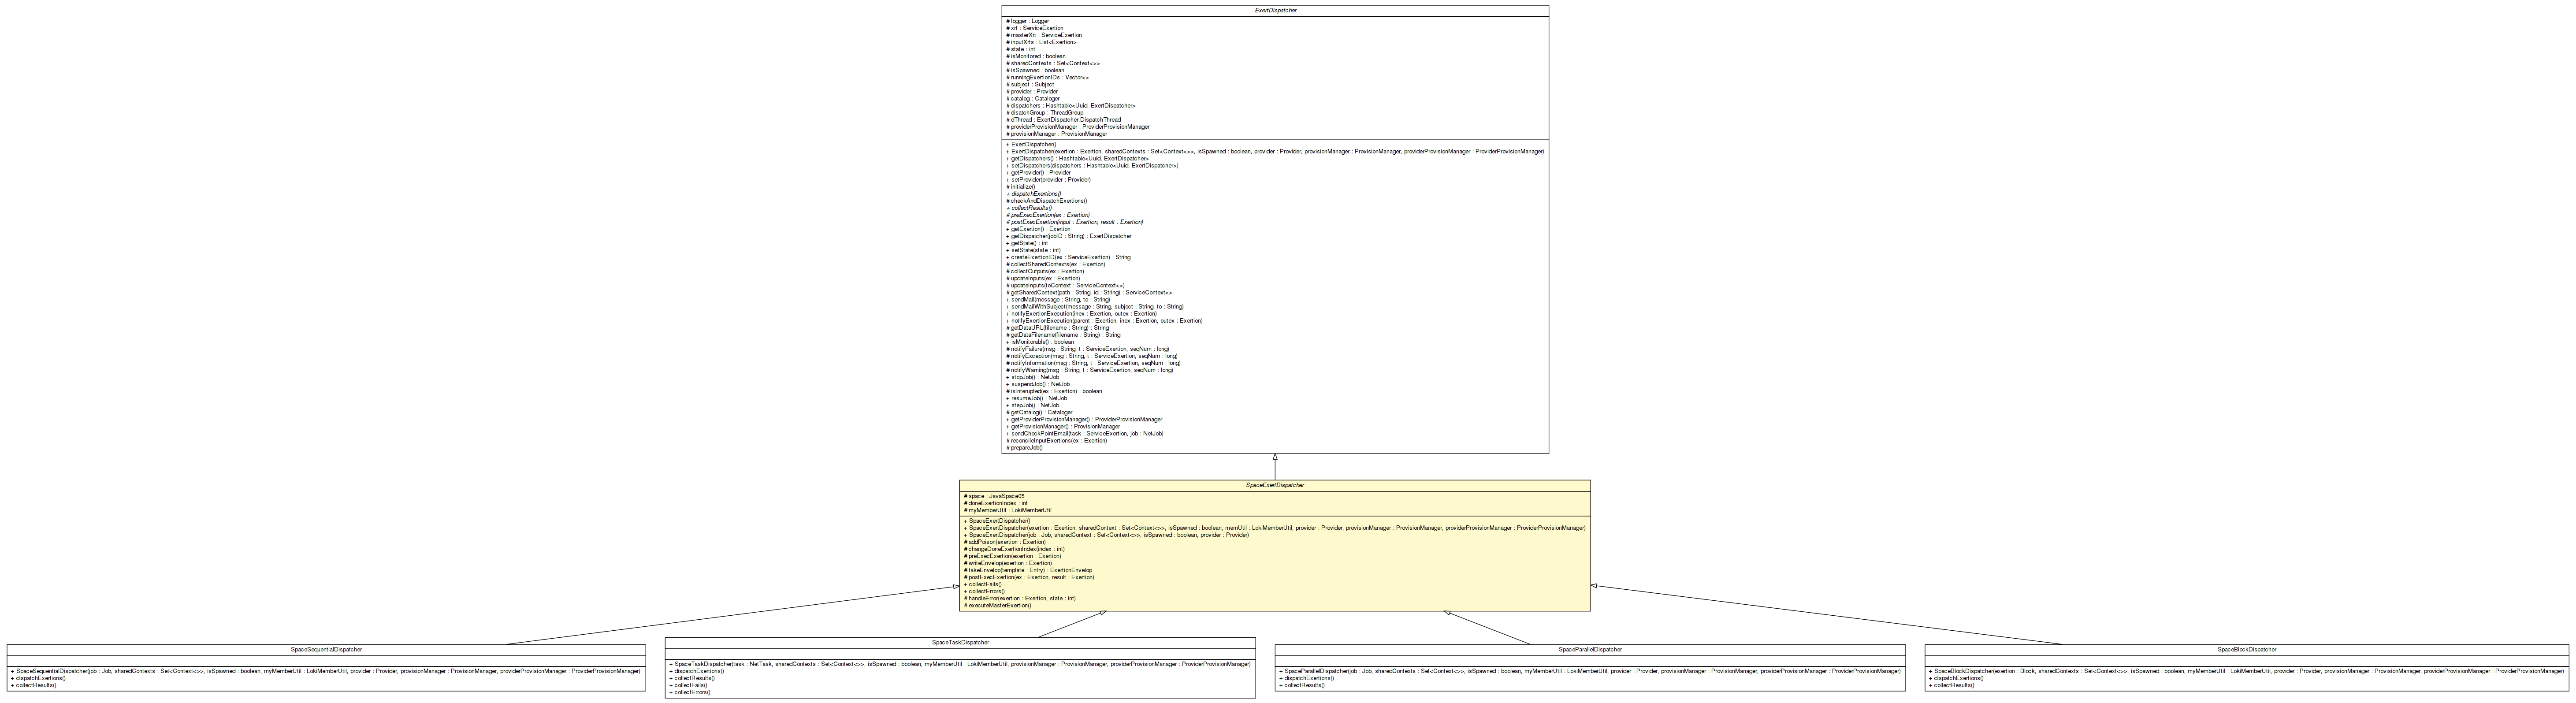 ExertDispatcher
# logger : Logger
# xrt : ServiceExertion
# masterXrt : ServiceExertion
# inputXrts : List<Exertion>
# state : int
# isMonitored : boolean
# sharedContexts : Set<Context<>>
# isSpawned : boolean
# runningExertionIDs : Vector<>
# subject : Subject
# provider : Provider
# catalog : Cataloger
# dispatchers : Hashtable<Uuid, ExertDispatcher>
# disatchGroup : ThreadGroup
# dThread : ExertDispatcher.DispatchThread
# providerProvisionManager : ProviderProvisionManager
# provisionManager : ProvisionManager
+ ExertDispatcher()
+ ExertDispatcher(exertion : Exertion, sharedContexts : Set<Context<>>, isSpawned : boolean, provider : Provider, provisionManager : ProvisionManager, providerProvisionManager : ProviderProvisionManager)
+ getDispatchers() : Hashtable<Uuid, ExertDispatcher>
+ setDispatchers(dispatchers : Hashtable<Uuid, ExertDispatcher>)
+ getProvider() : Provider
+ setProvider(provider : Provider)
# initialize()
+ dispatchExertions()
# checkAndDispatchExertions()
+ collectResults()
# preExecExertion(ex : Exertion)
# postExecExertion(input : Exertion, result : Exertion)
+ getExertion() : Exertion
+ getDispatcher(jobID : String) : ExertDispatcher
+ getState() : int
+ setState(state : int)
+ createExertionID(ex : ServiceExertion) : String
# collectSharedContexts(ex : Exertion)
# collectOutputs(ex : Exertion)
# updateInputs(ex : Exertion)
# updateInputs(toContext : ServiceContext<>)
# getSharedContext(path : String, id : String) : ServiceContext<>
+ sendMail(message : String, to : String)
+ sendMailWithSubject(message : String, subject : String, to : String)
+ notifyExertionExecution(inex : Exertion, outex : Exertion)
+ notifyExertionExecution(parent : Exertion, inex : Exertion, outex : Exertion)
# getDataURL(filename : String) : String
# getDataFilename(filename : String) : String
+ isMonitorable() : boolean
# notifyFailure(msg : String, t : ServiceExertion, seqNum : long)
# notifyException(msg : String, t : ServiceExertion, seqNum : long)
# notifyInformation(msg : String, t : ServiceExertion, seqNum : long)
# notifyWarning(msg : String, t : ServiceExertion, seqNum : long)
+ stopJob() : NetJob
+ suspendJob() : NetJob
# isInterupted(ex : Exertion) : boolean
+ resumeJob() : NetJob
+ stepJob() : NetJob
# getCatalog() : Cataloger
+ getProviderProvisionManager() : ProviderProvisionManager
+ getProvisionManager() : ProvisionManager
+ sendCheckPointEmail(task : ServiceExertion, job : NetJob)
# reconcileInputExertions(ex : Exertion)
# prepareJob()
SpaceExertDispatcher
# space : JavaSpace05
# doneExertionIndex : int
# myMemberUtil : LokiMemberUtil
+ SpaceExertDispatcher()
+ SpaceExertDispatcher(exertion : Exertion, sharedContext : Set<Context<>>, isSpawned : boolean, memUtil : LokiMemberUtil, provider : Provider, provisionManager : ProvisionManager, providerProvisionManager : ProviderProvisionManager)
+ SpaceExertDispatcher(job : Job, sharedContext : Set<Context<>>, isSpawned : boolean, provider : Provider)
# addPoison(exertion : Exertion)
# changeDoneExertionIndex(index : int)
# preExecExertion(exertion : Exertion)
# writeEnvelop(exertion : Exertion)
# takeEnvelop(template : Entry) : ExertionEnvelop
# postExecExertion(ex : Exertion, result : Exertion)
+ collectFails()
+ collectErrors()
# handleError(exertion : Exertion, state : int)
# executeMasterExertion()
SpaceSequentialDispatcher
+ SpaceSequentialDispatcher(job : Job, sharedContexts : Set<Context<>>, isSpawned : boolean, myMemberUtil : LokiMemberUtil, provider : Provider, provisionManager : ProvisionManager, providerProvisionManager : ProviderProvisionManager)
+ dispatchExertions()
+ collectResults()
SpaceTaskDispatcher
+ SpaceTaskDispatcher(task : NetTask, sharedContexts : Set<Context<>>, isSpawned : boolean, myMemberUtil : LokiMemberUtil, provisionManager : ProvisionManager, providerProvisionManager : ProviderProvisionManager)
+ dispatchExertions()
+ collectResults()
+ collectFails()
+ collectErrors()
SpaceParallelDispatcher
+ SpaceParallelDispatcher(job : Job, sharedContexts : Set<Context<>>, isSpawned : boolean, myMemberUtil : LokiMemberUtil, provider : Provider, provisionManager : ProvisionManager, providerProvisionManager : ProviderProvisionManager)
+ dispatchExertions()
+ collectResults()
SpaceBlockDispatcher
+ SpaceBlockDispatcher(exertion : Block, sharedContexts : Set<Context<>>, isSpawned : boolean, myMemberUtil : LokiMemberUtil, provider : Provider, provisionManager : ProvisionManager, providerProvisionManager : ProviderProvisionManager)
+ dispatchExertions()
+ collectResults()